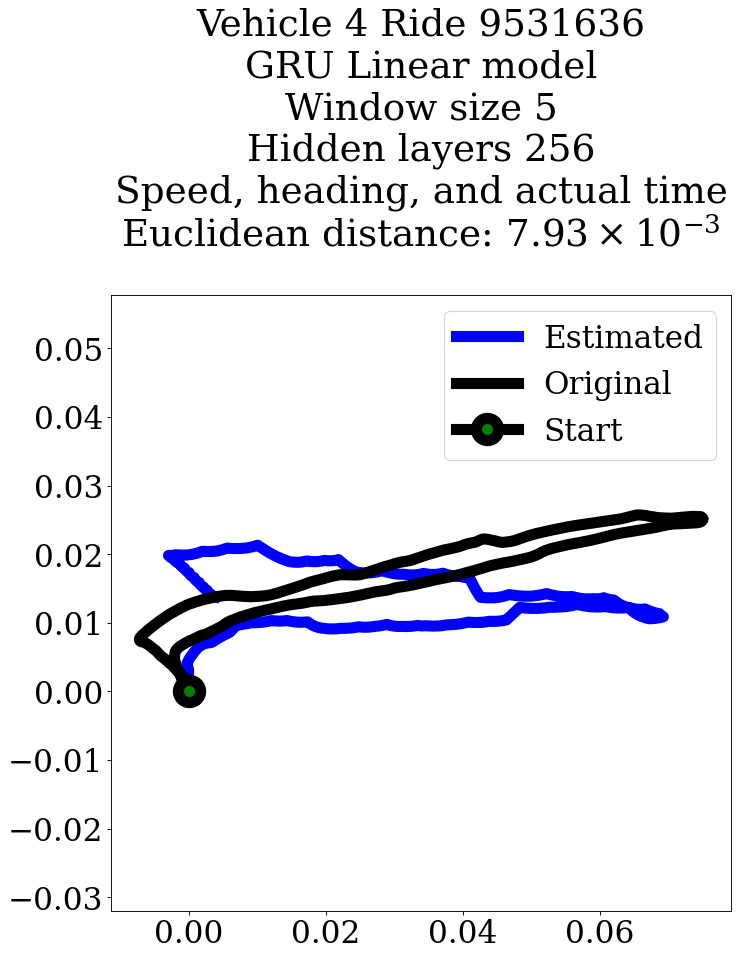 Vehicle 4 Ride 9531636
GRU Linear model
Window size 5
Hidden layers 256
Speed, heading, and actual time
Euclidean distance: 7.93 × 10⁻³
Estimated
Original
Start
0.05
0.04
0.03
0.02
0.01
0.00
−0.01
−0.02
−0.03
0.00 0.02 0.04 0.06